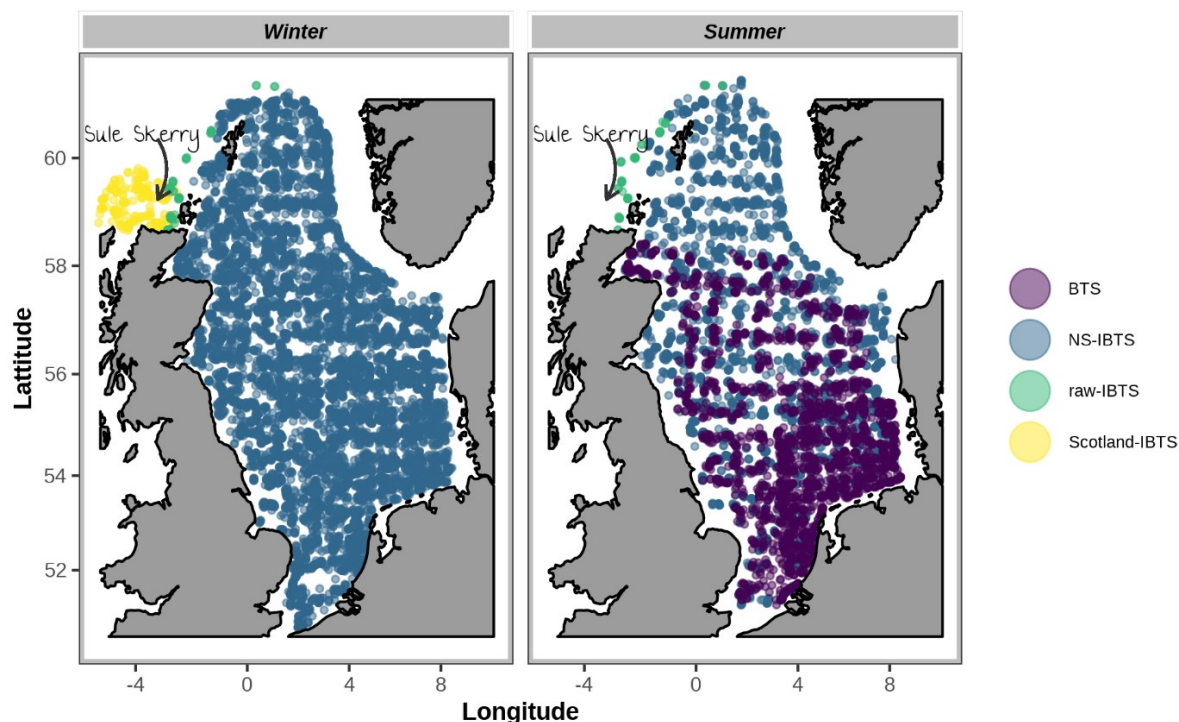 Winter
Summer
Sule Skerry
Sule Skerry
60
58
56
54
52
Lattitude
-4
0
4
8
-4
0
4
8
Longitude
BTS
NS-IBTS
raw-IBTS
Scotland-IBTS